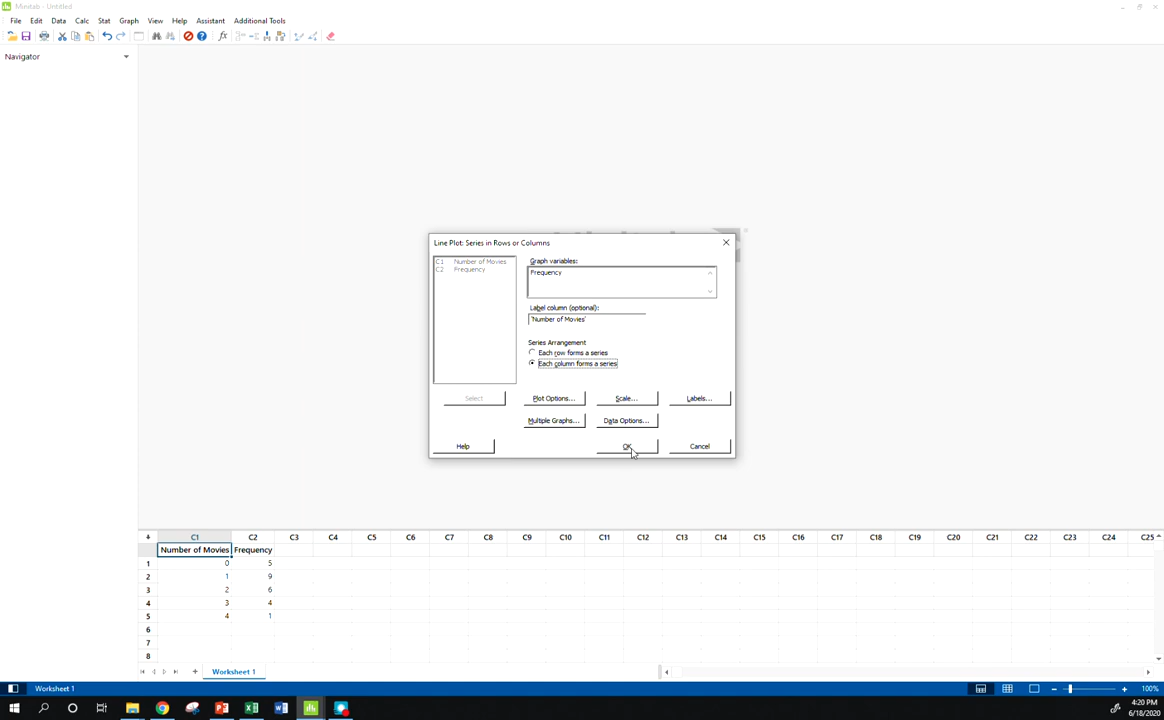 Minitab - Untitled
File Edit Data Calc Stat Graph View Help Assistant Additional Tools
Navigator
Line Plot: Series in Rows or Columns
C1 Number of Movies
C2 Frequency
Graph variables:
Frequency
Label column (optional):
'Number of Movies'
Series Arrangement
Each row forms a series
Each column forms a series
Select Plot Options... Scale... Labels...
Multiple Graphs... Data Options...
Help OK Cancel
C1 C2 C3 C4 C5 C6 C7 C8 C9 C10 C11 C12 C13 C14 C15 C16 C17 C18 C19 C20 C21 C22 C23 C24 C25
Number of Movies Frequency
1 0 5
2 1 9
3 2 6
4 3 4
5 4 1
6
7
8
Worksheet 1
Worksheet 1 100%
4:20 PM
6/18/2020